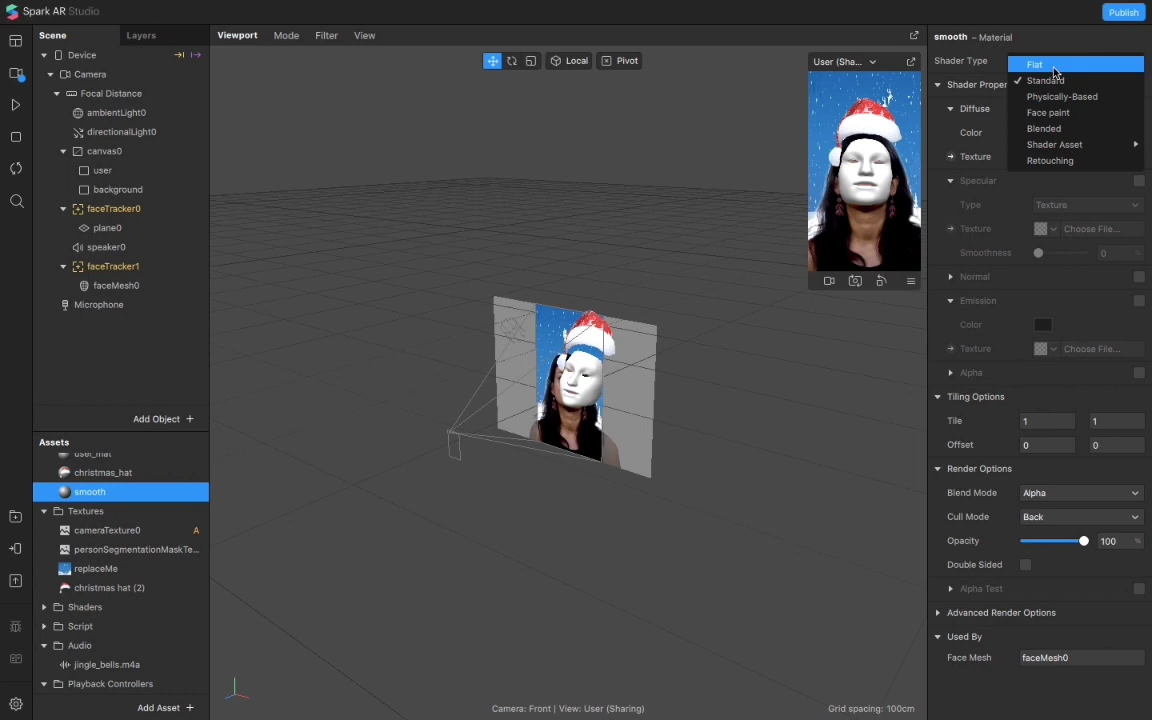 Spark AR Studio
Publish
Scene
Layers
Device
Camera
Focal Distance
ambientLight0
directionalLight0
canvas0
user
background
faceTracker0
plane0
speaker0
faceTracker1
faceMesh0
Microphone
Add Object +
Assets
user_mat
christmas_hat
smooth
Textures
cameraTexture0 A
personSegmentationMaskTe...
replaceMe
christmas hat (2)
Shaders
Script
Audio
jingle_bells.m4a
Playback Controllers
Add Asset +
Viewport Mode Filter View
Local
Pivot
User (Sha...
Camera: Front | View: User (Sharing)
Grid spacing: 100cm
smooth – Material
Shader Type
Flat
Standard
Physically-Based
Face paint
Blended
Shader Asset
Retouching
Shader Proper
Diffuse
Color
Texture
Specular
Type Texture
Texture Choose File...
Smoothness 0 %
Normal
Emission
Color
Texture Choose File...
Alpha
Tiling Options
Tile 1 1
Offset 0 0
Render Options
Blend Mode Alpha
Cull Mode Back
Opacity 100 %
Double Sided
Alpha Test
Advanced Render Options
Used By
Face Mesh faceMesh0